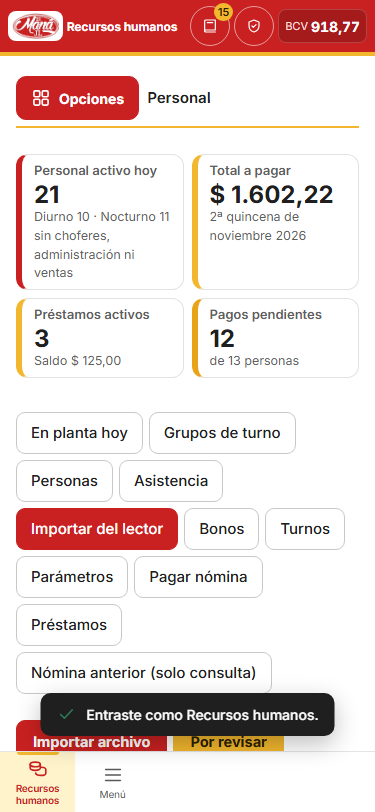 Maná
Recursos humanos
15
BCV 918,77
Opciones
Personal
Personal activo hoy
21
Diurno 10 · Nocturno 11
sin choferes,
administración ni
ventas
Total a pagar
$ 1.602,22
2ª quincena de
noviembre 2026
Préstamos activos
3
Saldo $ 125,00
Pagos pendientes
12
de 13 personas
En planta hoy
Grupos de turno
Personas
Asistencia
Importar del lector
Bonos
Turnos
Parámetros
Pagar nómina
Préstamos
Nómina anterior (solo consulta)
Entraste como Recursos humanos.
Importar archivo
Por revisar
Recursos
humanos
Menú